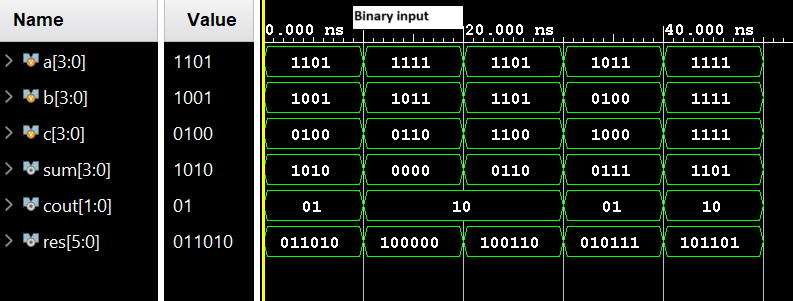 Name Value Binary input
0.000 ns 20.000 ns 40.000 ns
a[3:0] 1101 1101 1111 1101 1011 1111
b[3:0] 1001 1001 1011 1101 0100 1111
c[3:0] 0100 0100 0110 1100 1000 1111
sum[3:0] 1010 1010 0000 0110 0111 1101
cout[1:0] 01 01 10 01 10
res[5:0] 011010 011010 100000 100110 010111 101101